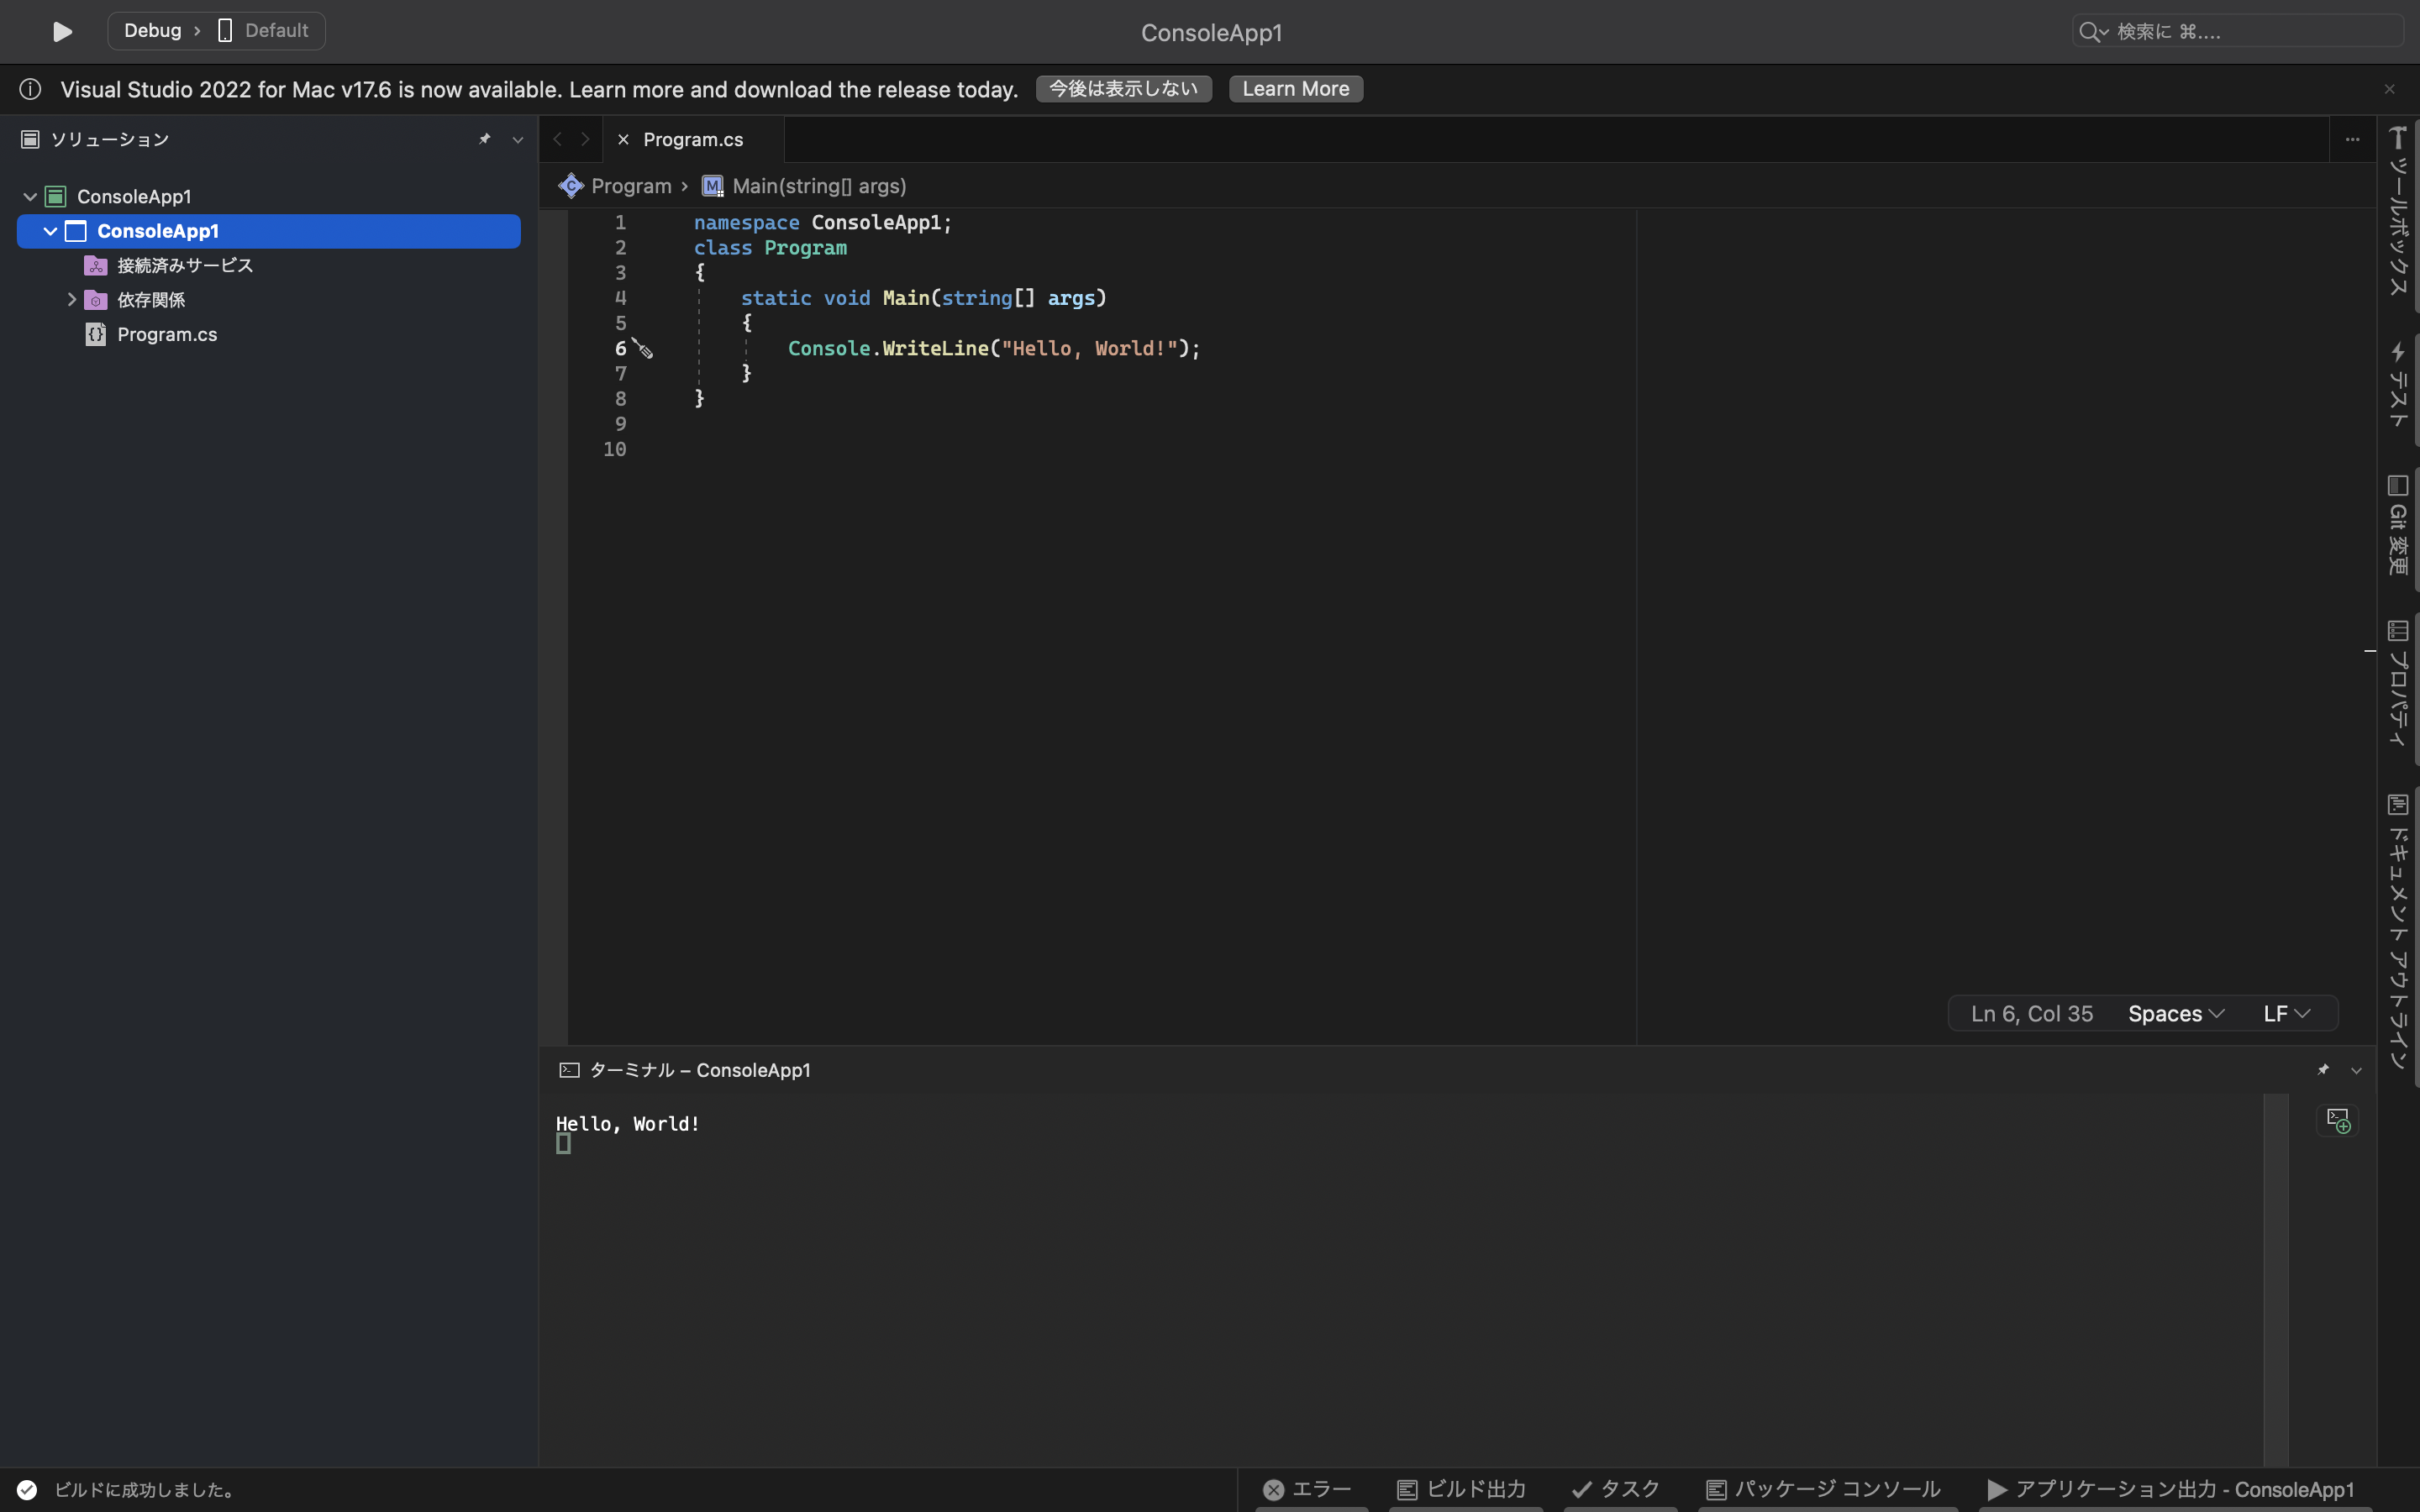 Debug › Default
ConsoleApp1
検索に ⌘....
Visual Studio 2022 for Mac v17.6 is now available. Learn more and download the release today.
今後は表示しない
Learn More
ソリューション
ConsoleApp1
ConsoleApp1
接続済みサービス
依存関係
Program.cs
Program.cs
Program › M Main(string[] args)
1 namespace ConsoleApp1;
2 class Program
3 {
4 static void Main(string[] args)
5 {
6 Console.WriteLine("Hello, World!");
7 }
8 }
9
10
Ln 6, Col 35 Spaces LF
ツールボックス
テスト
Git 変更
プロパティ
ドキュメント アウトライン
ターミナル – ConsoleApp1
Hello, World!
ビルドに成功しました。
エラー
ビルド出力
タスク
パッケージ コンソール
アプリケーション出力 - ConsoleApp1